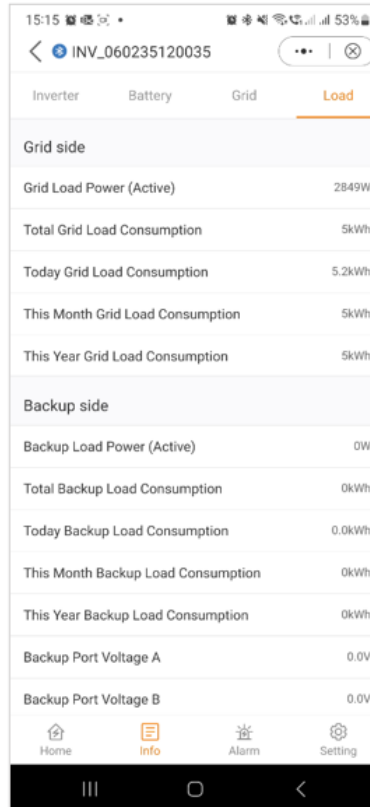 15:15
53%
INV_060235120035
Inverter Battery Grid Load
Grid side
Grid Load Power (Active) 2849W
Total Grid Load Consumption 5kWh
Today Grid Load Consumption 5.2kWh
This Month Grid Load Consumption 5kWh
This Year Grid Load Consumption 5kWh
Backup side
Backup Load Power (Active) 0W
Total Backup Load Consumption 0kWh
Today Backup Load Consumption 0.0kWh
This Month Backup Load Consumption 0kWh
This Year Backup Load Consumption 0kWh
Backup Port Voltage A 0.0V
Backup Port Voltage B 0.0V
Home Info Alarm Setting